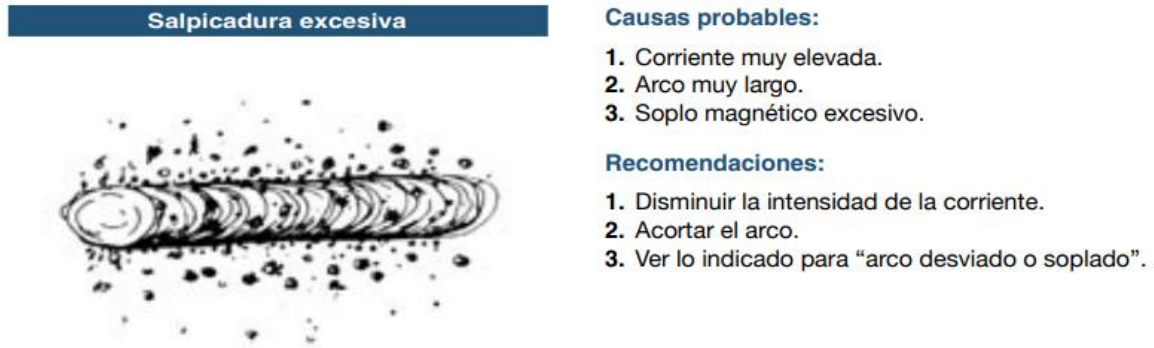 Salpicadura excesiva
Causas probables:
1. Corriente muy elevada.
2. Arco muy largo.
3. Soplo magnético excesivo.
Recomendaciones:
1. Disminuir la intensidad de la corriente.
2. Acortar el arco.
3. Ver lo indicado para “arco desviado o soplado”.